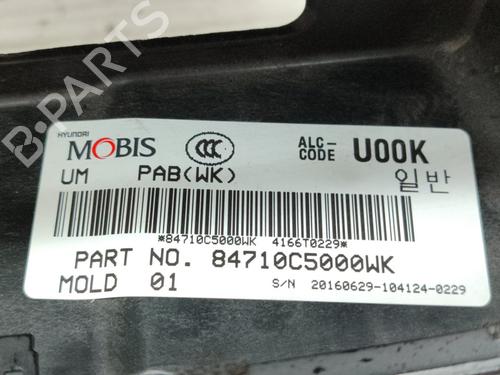 HYUNDAI
MOBIS
CCC
ALC-CODE U00K
UM PAB(WK) 일반
*84710C5000WK 4166T0229*
PART NO. 84710C5000WK
MOLD 01
S/N 20160629-104124-0229
B-PARTS